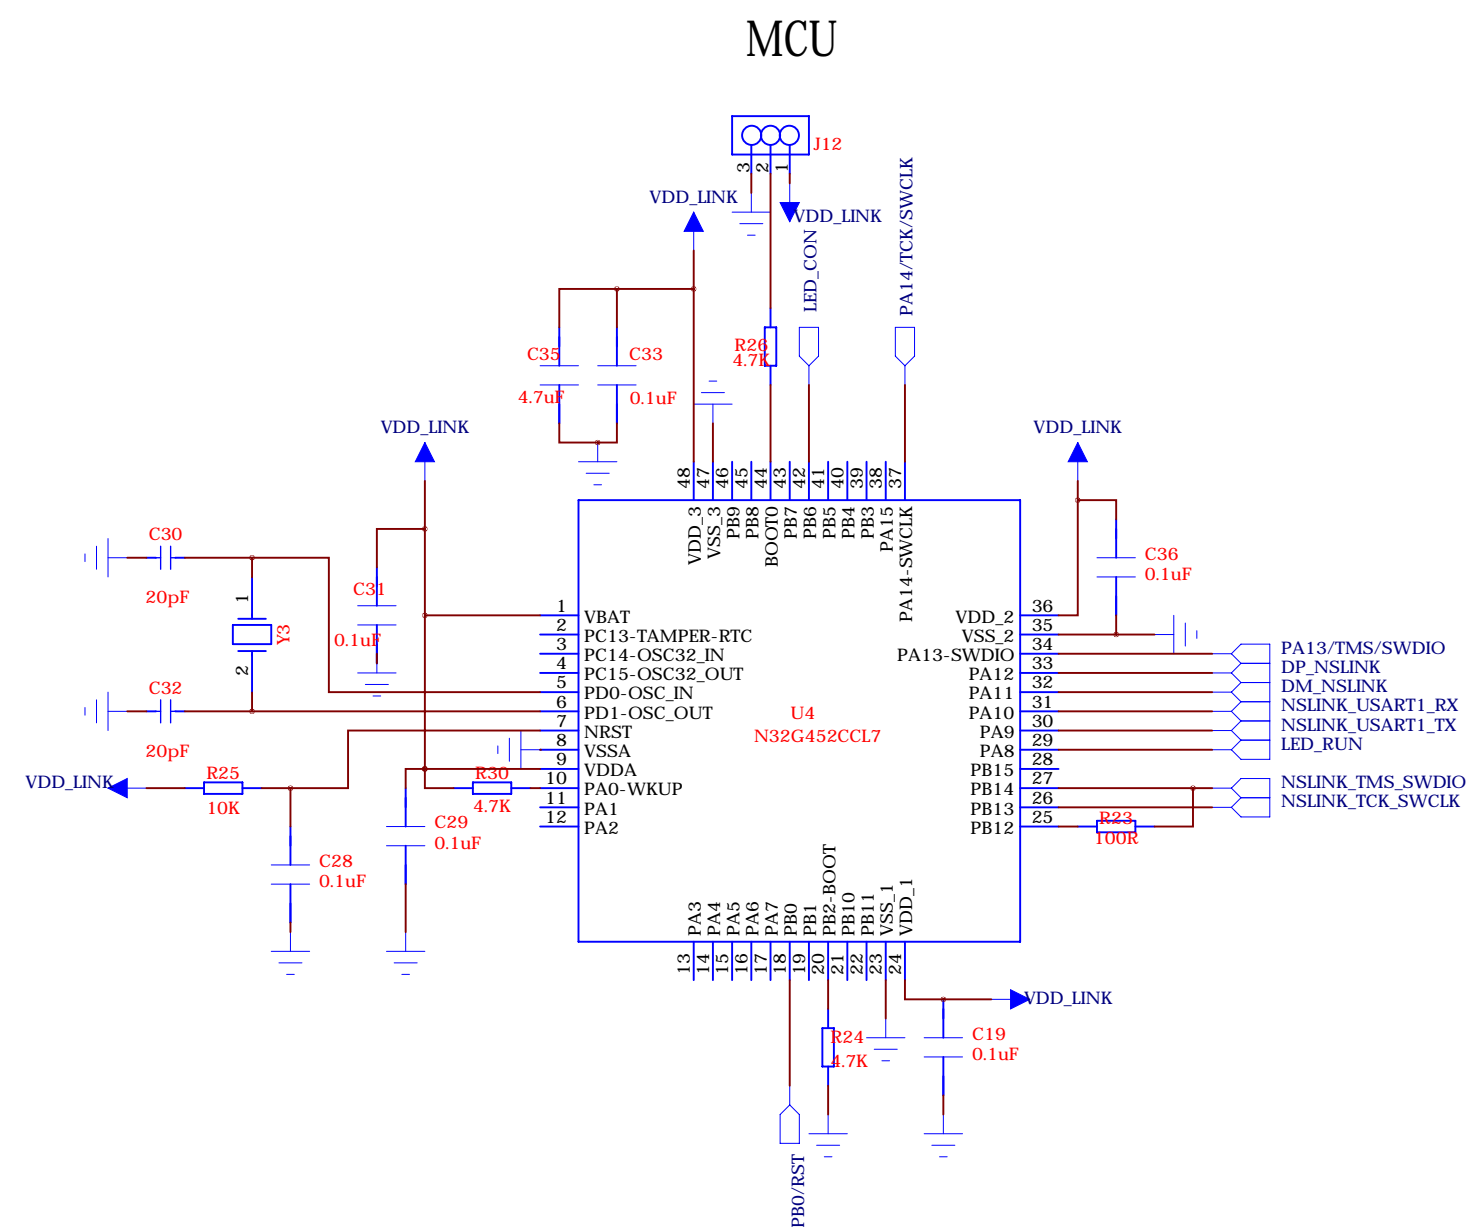 MCU
J12
3
2
1
VDD_LINK
VDD_LINK
LED_CON
PA14/TCK/SWCLK
R26
4.7K
C35
4.7uF
C33
0.1uF
VDD_LINK
VDD_LINK
48
47
46
45
44
43
42
41
40
39
38
37
VDD_3
VSS_3
PB9
PB8
BOOT0
PB7
PB6
PB5
PB4
PB3
PA15
PA14-SWCLK
C30
20pF
C31
0.1uF
1
Y3
2
C32
20pF
C36
0.1uF
1 VBAT
2 PC13-TAMPER-RTC
3 PC14-OSC32_IN
4 PC15-OSC32_OUT
5 PD0-OSC_IN
6 PD1-OSC_OUT
7 NRST
8 VSSA
9 VDDA
10 PA0-WKUP
11 PA1
12 PA2
U4
N32G452CCL7
VDD_2 36
VSS_2 35
PA13-SWDIO 34
PA12 33
PA11 32
PA10 31
PA9 30
PA8 29
PB15 28
PB14 27
PB13 26
PB12 25
PA13/TMS/SWDIO
DP_NSLINK
DM_NSLINK
NSLINK_USART1_RX
NSLINK_USART1_TX
LED_RUN
NSLINK_TMS_SWDIO
NSLINK_TCK_SWCLK
R23
100R
VDD_LINK
R25
10K
R30
4.7K
C29
0.1uF
C28
0.1uF
PA3
PA4
PA5
PA6
PA7
PB0
PB1
PB2-BOOT
PB10
PB11
VSS_1
VDD_1
13
14
15
16
17
18
19
20
21
22
23
24
VDD_LINK
R24
4.7K
C19
0.1uF
PB0/RST